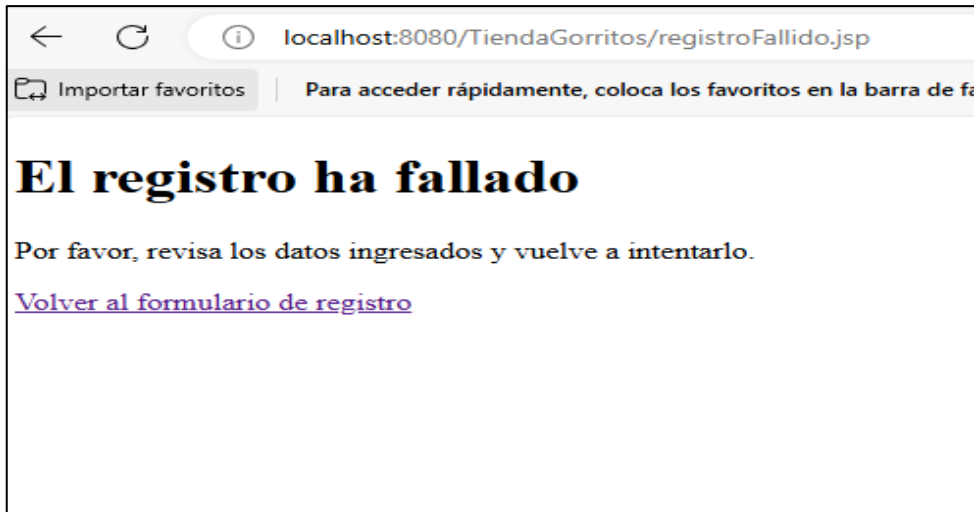 localhost:8080/TiendaGorritos/registroFallido.jsp
Importar favoritos Para acceder rápidamente, coloca los favoritos en la barra de fa
El registro ha fallado
Por favor, revisa los datos ingresados y vuelve a intentarlo.
Volver al formulario de registro